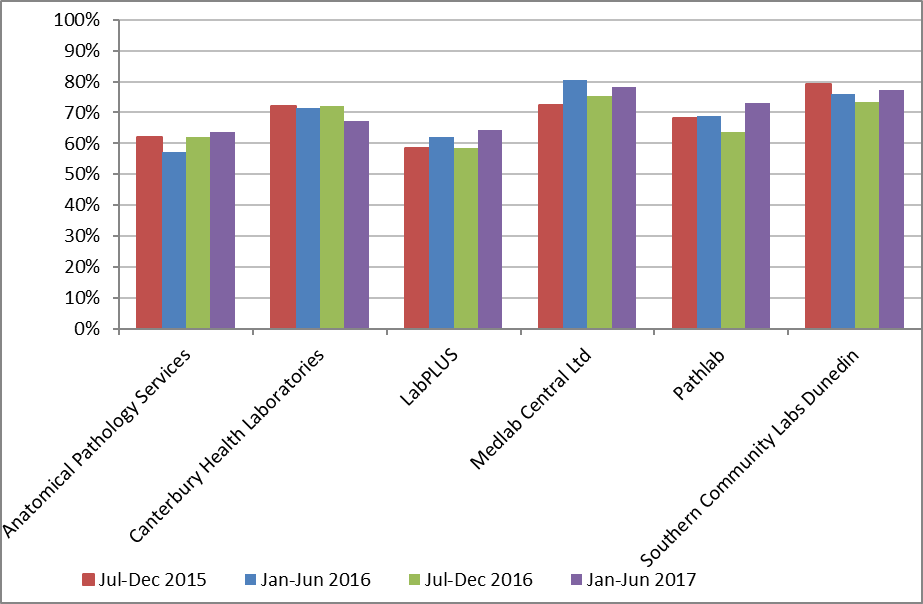 100%
90%
80%
70%
60%
50%
40%
30%
20%
10%
0%
Anatomical Pathology Services
Canterbury Health Laboratories
LabPLUS
Medlab Central Ltd
Pathlab
Southern Community Labs Dunedin
Jul-Dec 2015 Jan-Jun 2016 Jul-Dec 2016 Jan-Jun 2017